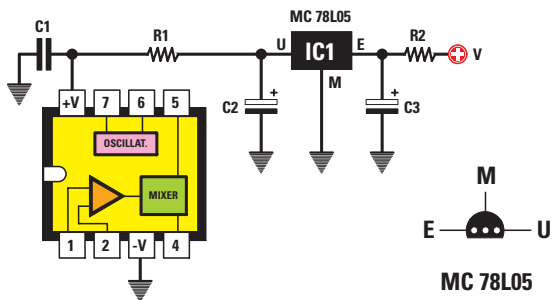 MC 78L05
C1
R1
U
IC1
E
R2
V
M
+V
7
6
5
C2
+
C3
+
OSCILLAT.
MIXER
1
2
-V
4
M
E
U
MC 78L05